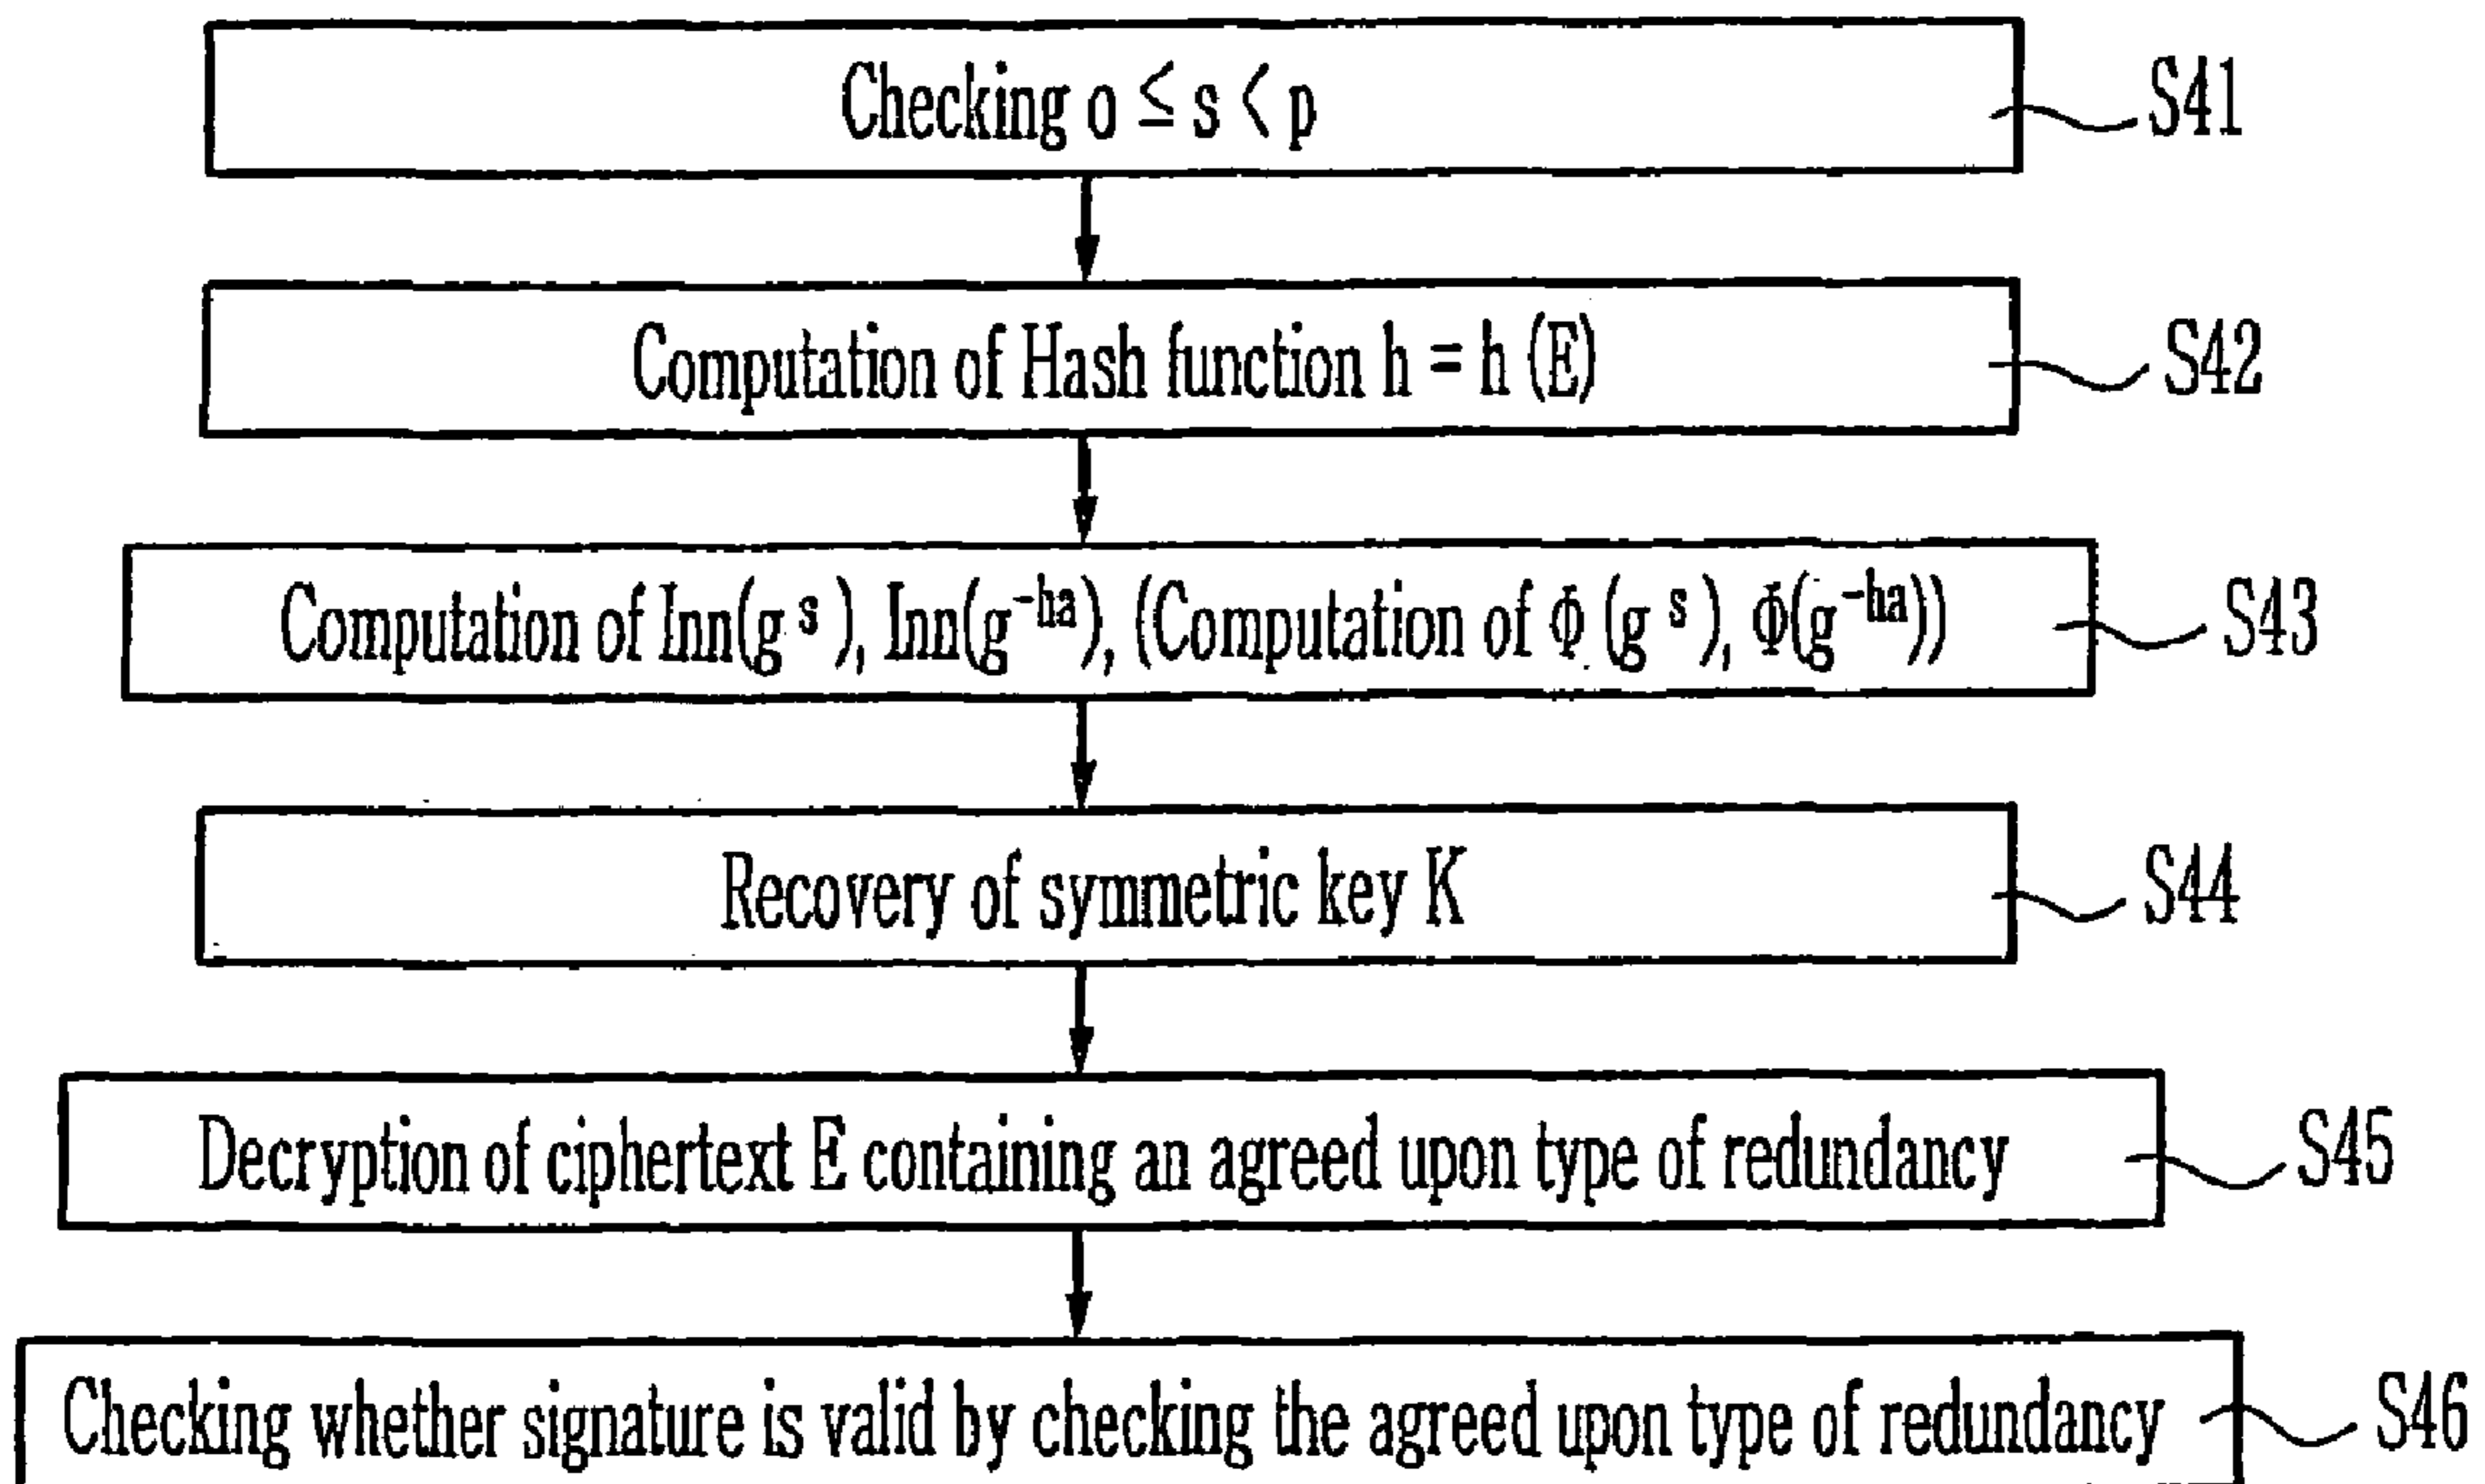 Checking o ≤ s < p
S41
Computation of Hash function h = h (E)
S42
Computation of Inn(g^s), Inn(g^-ha), (Computation of Φ (g^s), Φ(g^-ha))
S43
Recovery of symmetric key K
S44
Decryption of ciphertext E containing an agreed upon type of redundancy
S45
Checking whether signature is valid by checking the agreed upon type of redundancy
S46